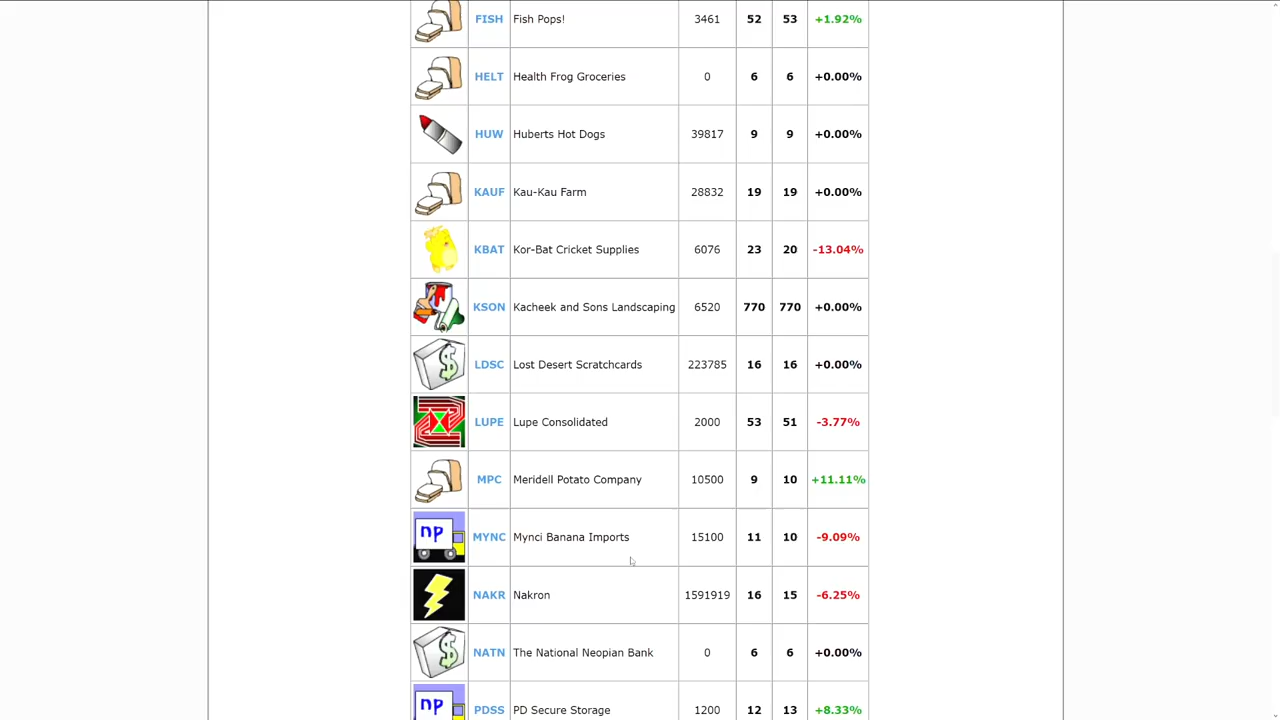 FISH Fish Pops! 3461 52 53 +1.92%
HELT Health Frog Groceries 0 6 6 +0.00%
HUW Huberts Hot Dogs 39817 9 9 +0.00%
KAUF Kau-Kau Farm 28832 19 19 +0.00%
KBAT Kor-Bat Cricket Supplies 6076 23 20 -13.04%
KSON Kacheek and Sons Landscaping 6520 770 770 +0.00%
$ LDSC Lost Desert Scratchcards 223785 16 16 +0.00%
LUPE Lupe Consolidated 2000 53 51 -3.77%
MPC Meridell Potato Company 10500 9 10 +11.11%
np MYNC Mynci Banana Imports 15100 11 10 -9.09%
NAKR Nakron 1591919 16 15 -6.25%
$ NATN The National Neopian Bank 0 6 6 +0.00%
np PDSS PD Secure Storage 1200 12 13 +8.33%